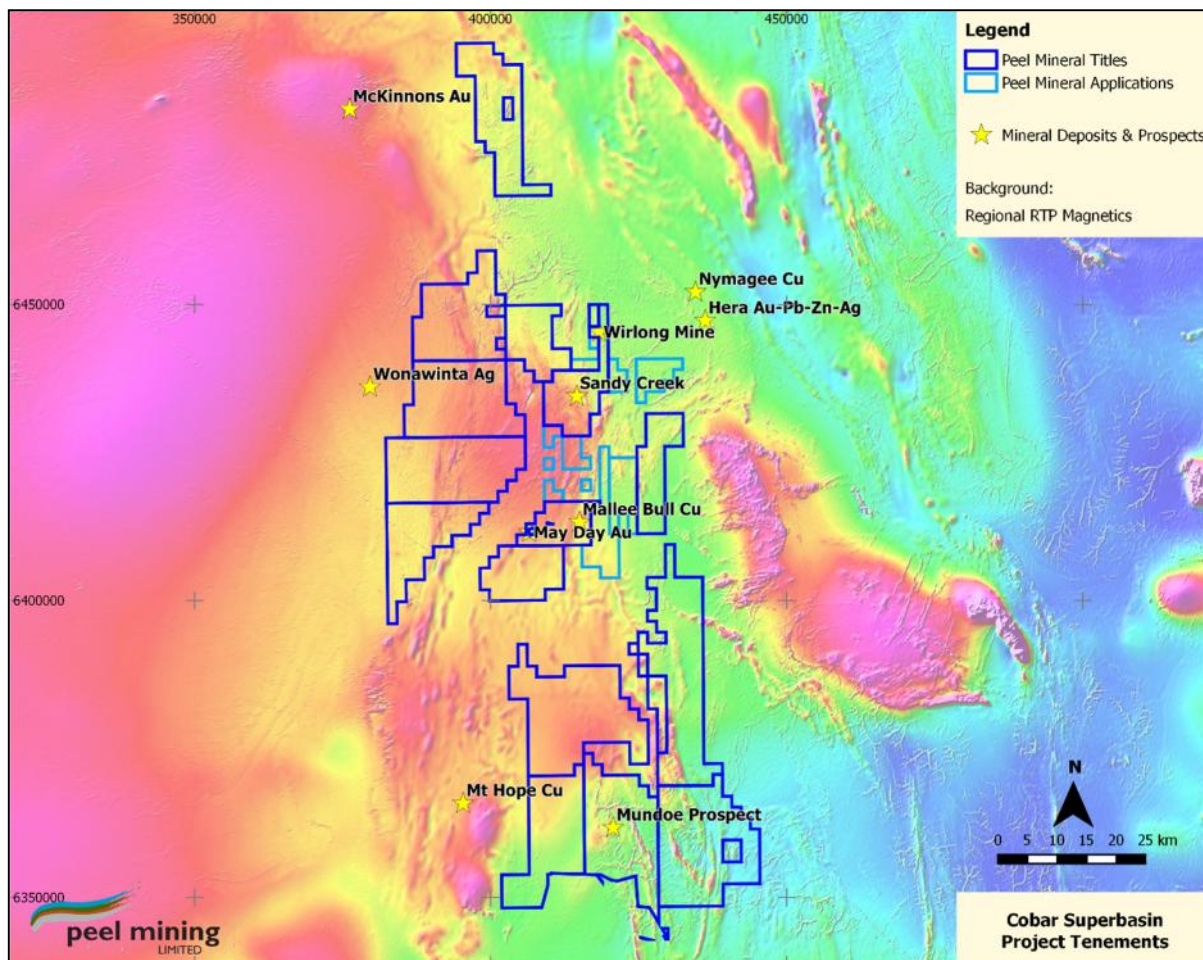 350000
400000
450000
Legend
Peel Mineral Titles
Peel Mineral Applications
Mineral Deposits & Prospects
Background:
Regional RTP Magnetics
McKinnons Au
6450000
Nymagee Cu
Hera Au-Pb-Zn-Ag
Wirlong Mine
Wonawinta Ag
Sandy Creek
Mallee Bull Cu
May Day Au
6400000
Mt Hope Cu
Mundoe Prospect
N
0 5 10 15 20 25 km
6350000
peel mining
LIMITED
Cobar Superbasin
Project Tenements